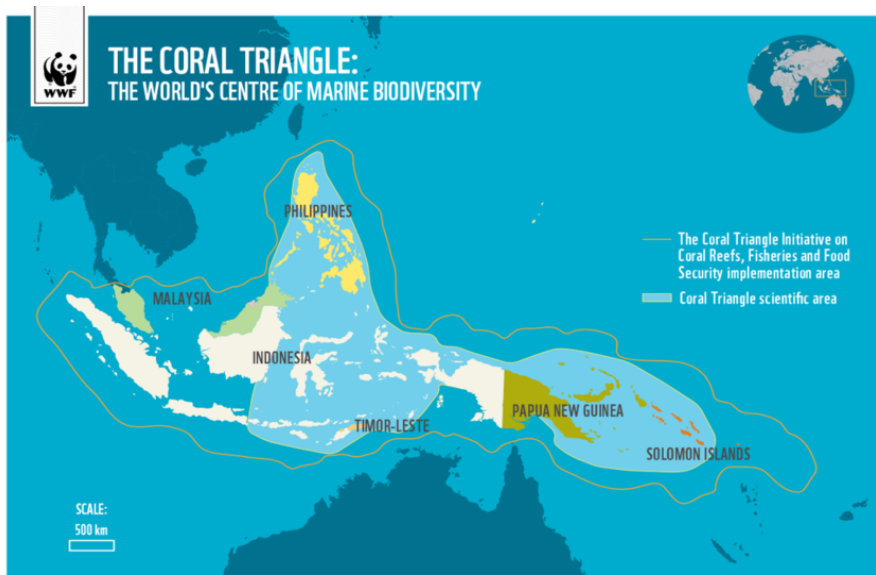 WWF
THE CORAL TRIANGLE:
THE WORLD'S CENTRE OF MARINE BIODIVERSITY
PHILIPPINES
The Coral Triangle Initiative on
Coral Reefs, Fisheries and Food
Security implementation area
Coral Triangle scientific area
MALAYSIA
INDONESIA
PAPUA NEW GUINEA
TIMOR-LESTE
SOLOMON ISLANDS
SCALE:
500 km